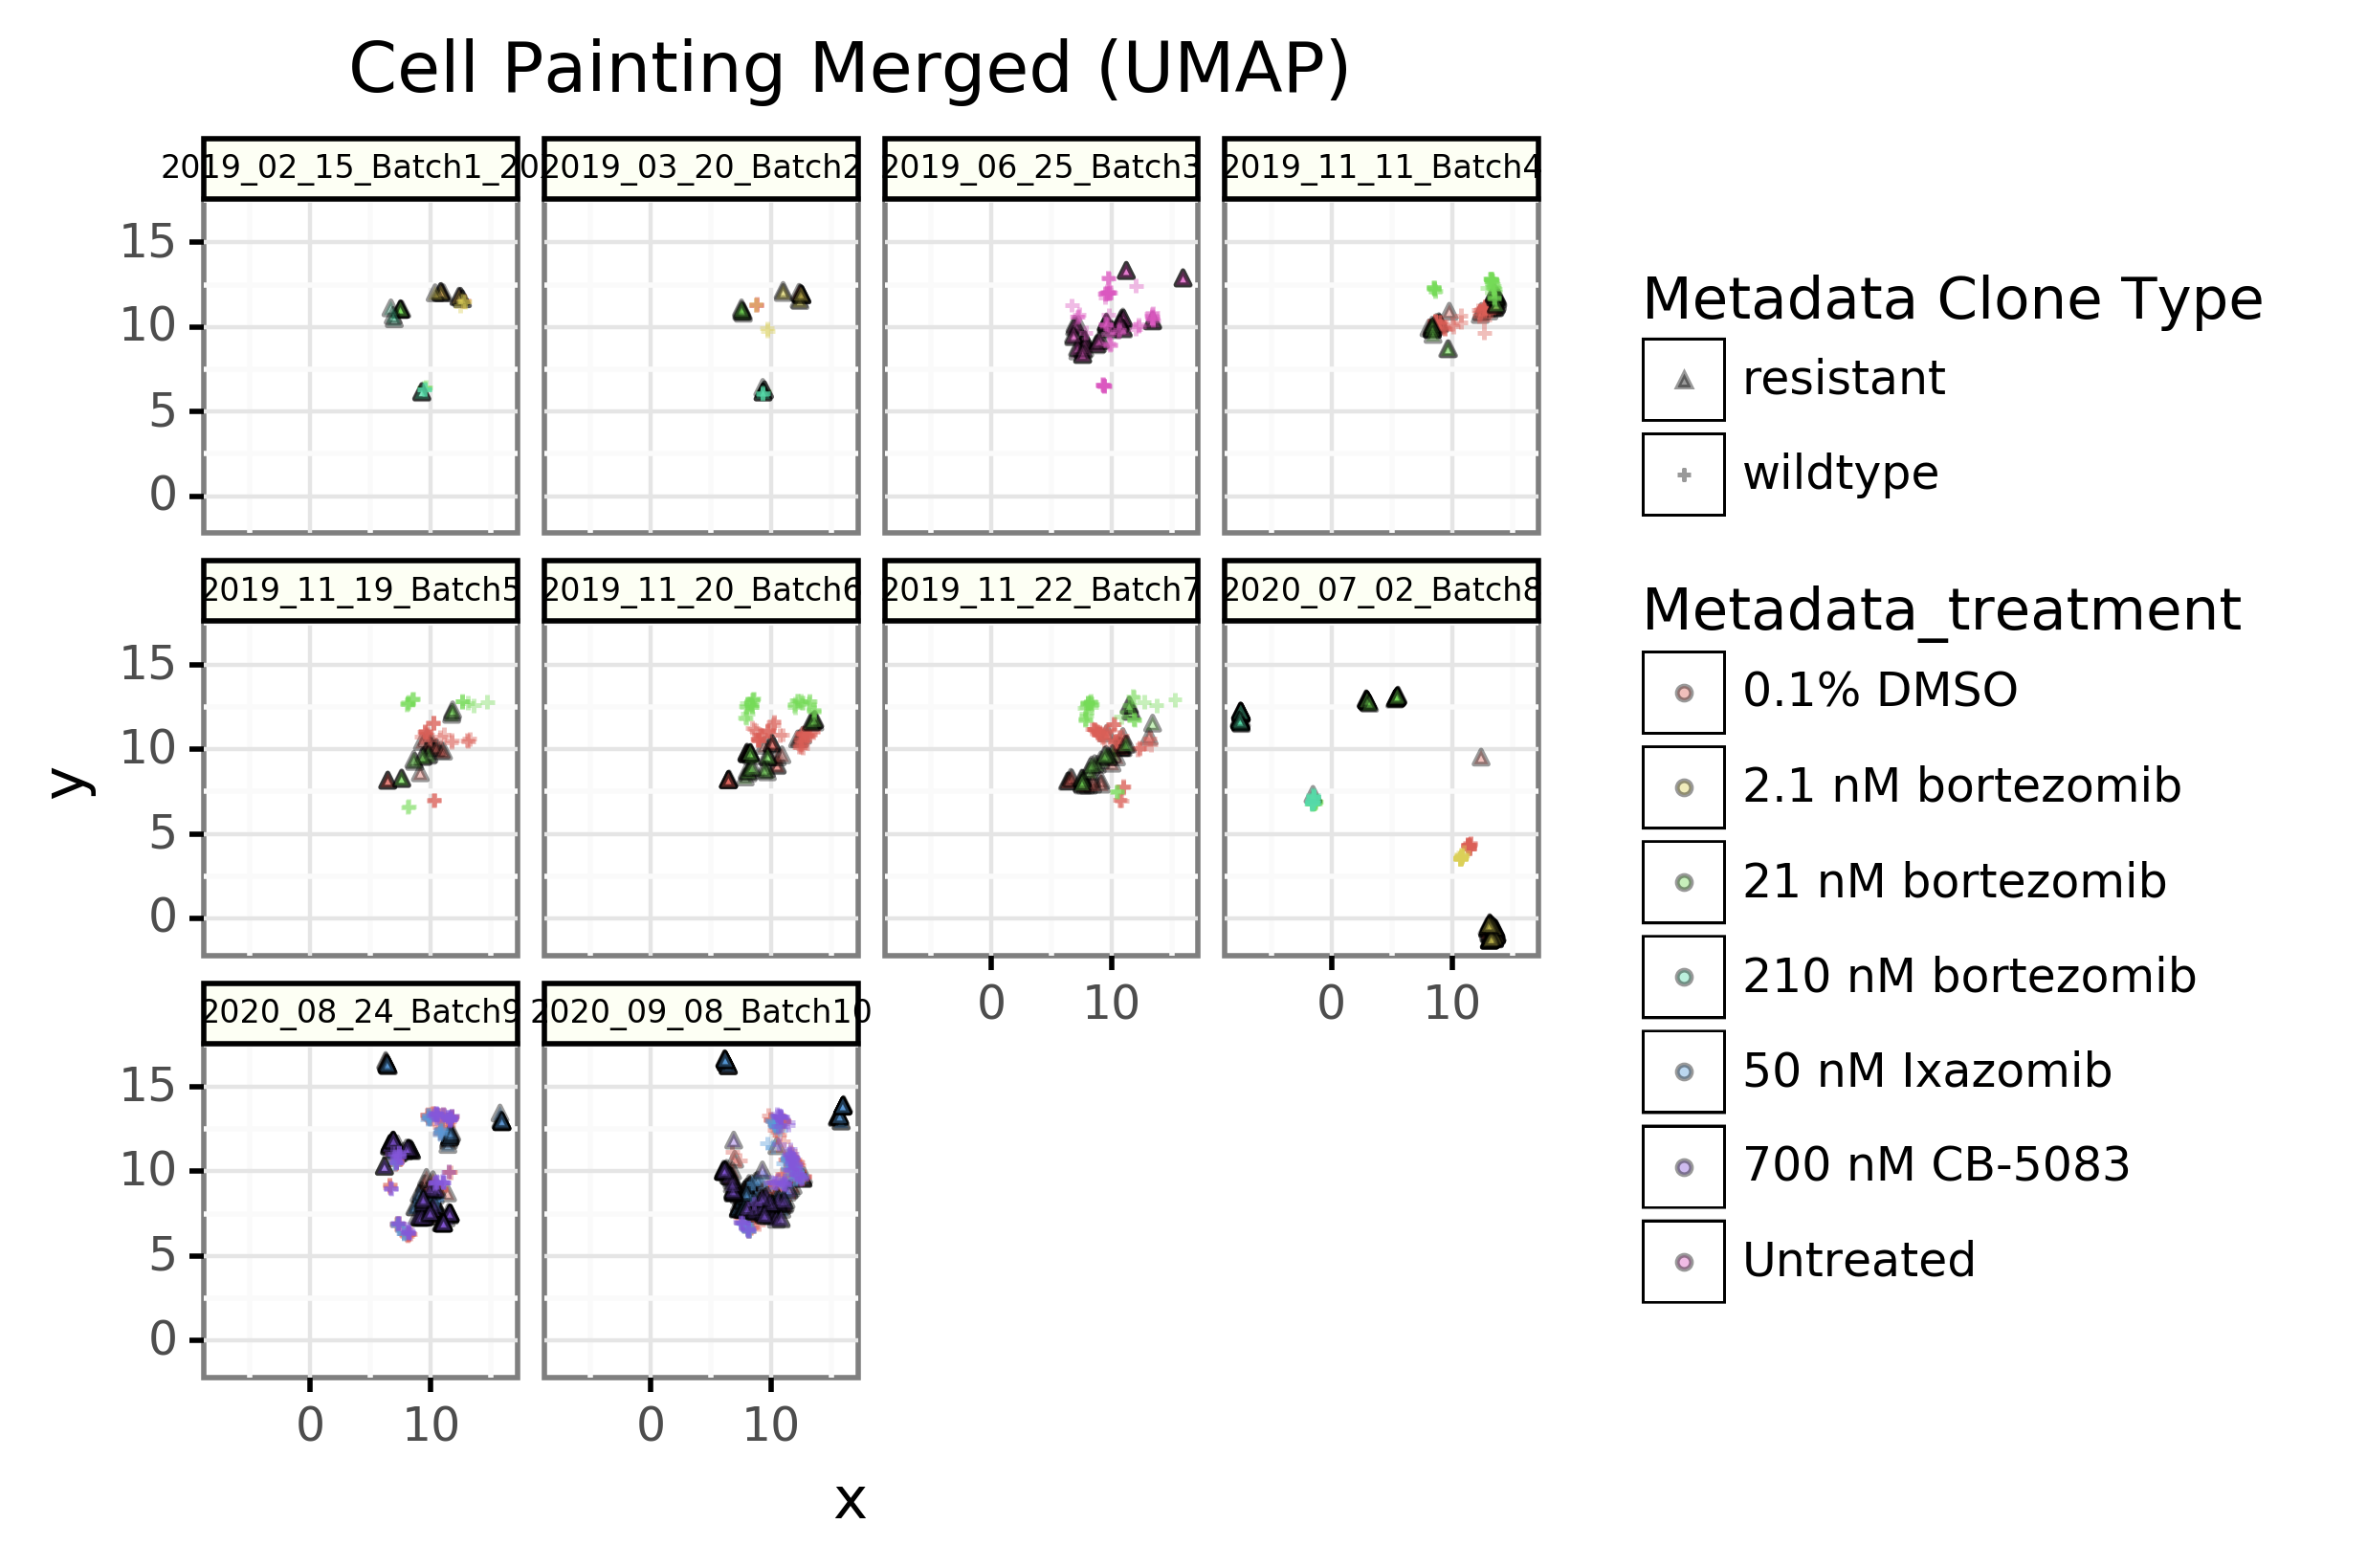 Cell Painting Merged (UMAP)
2019_02_15_Batch1_20
2019_03_20_Batch2
2019_06_25_Batch3
2019_11_11_Batch4
15
10
5
0
2019_11_19_Batch5
2019_11_20_Batch6
2019_11_22_Batch7
2020_07_02_Batch8
15
10
5
0
0 10
0 10
2020_08_24_Batch9
2020_09_08_Batch10
15
10
5
0
0 10
0 10
x
y
Metadata Clone Type
resistant
wildtype
Metadata_treatment
0.1% DMSO
2.1 nM bortezomib
21 nM bortezomib
210 nM bortezomib
50 nM Ixazomib
700 nM CB-5083
Untreated